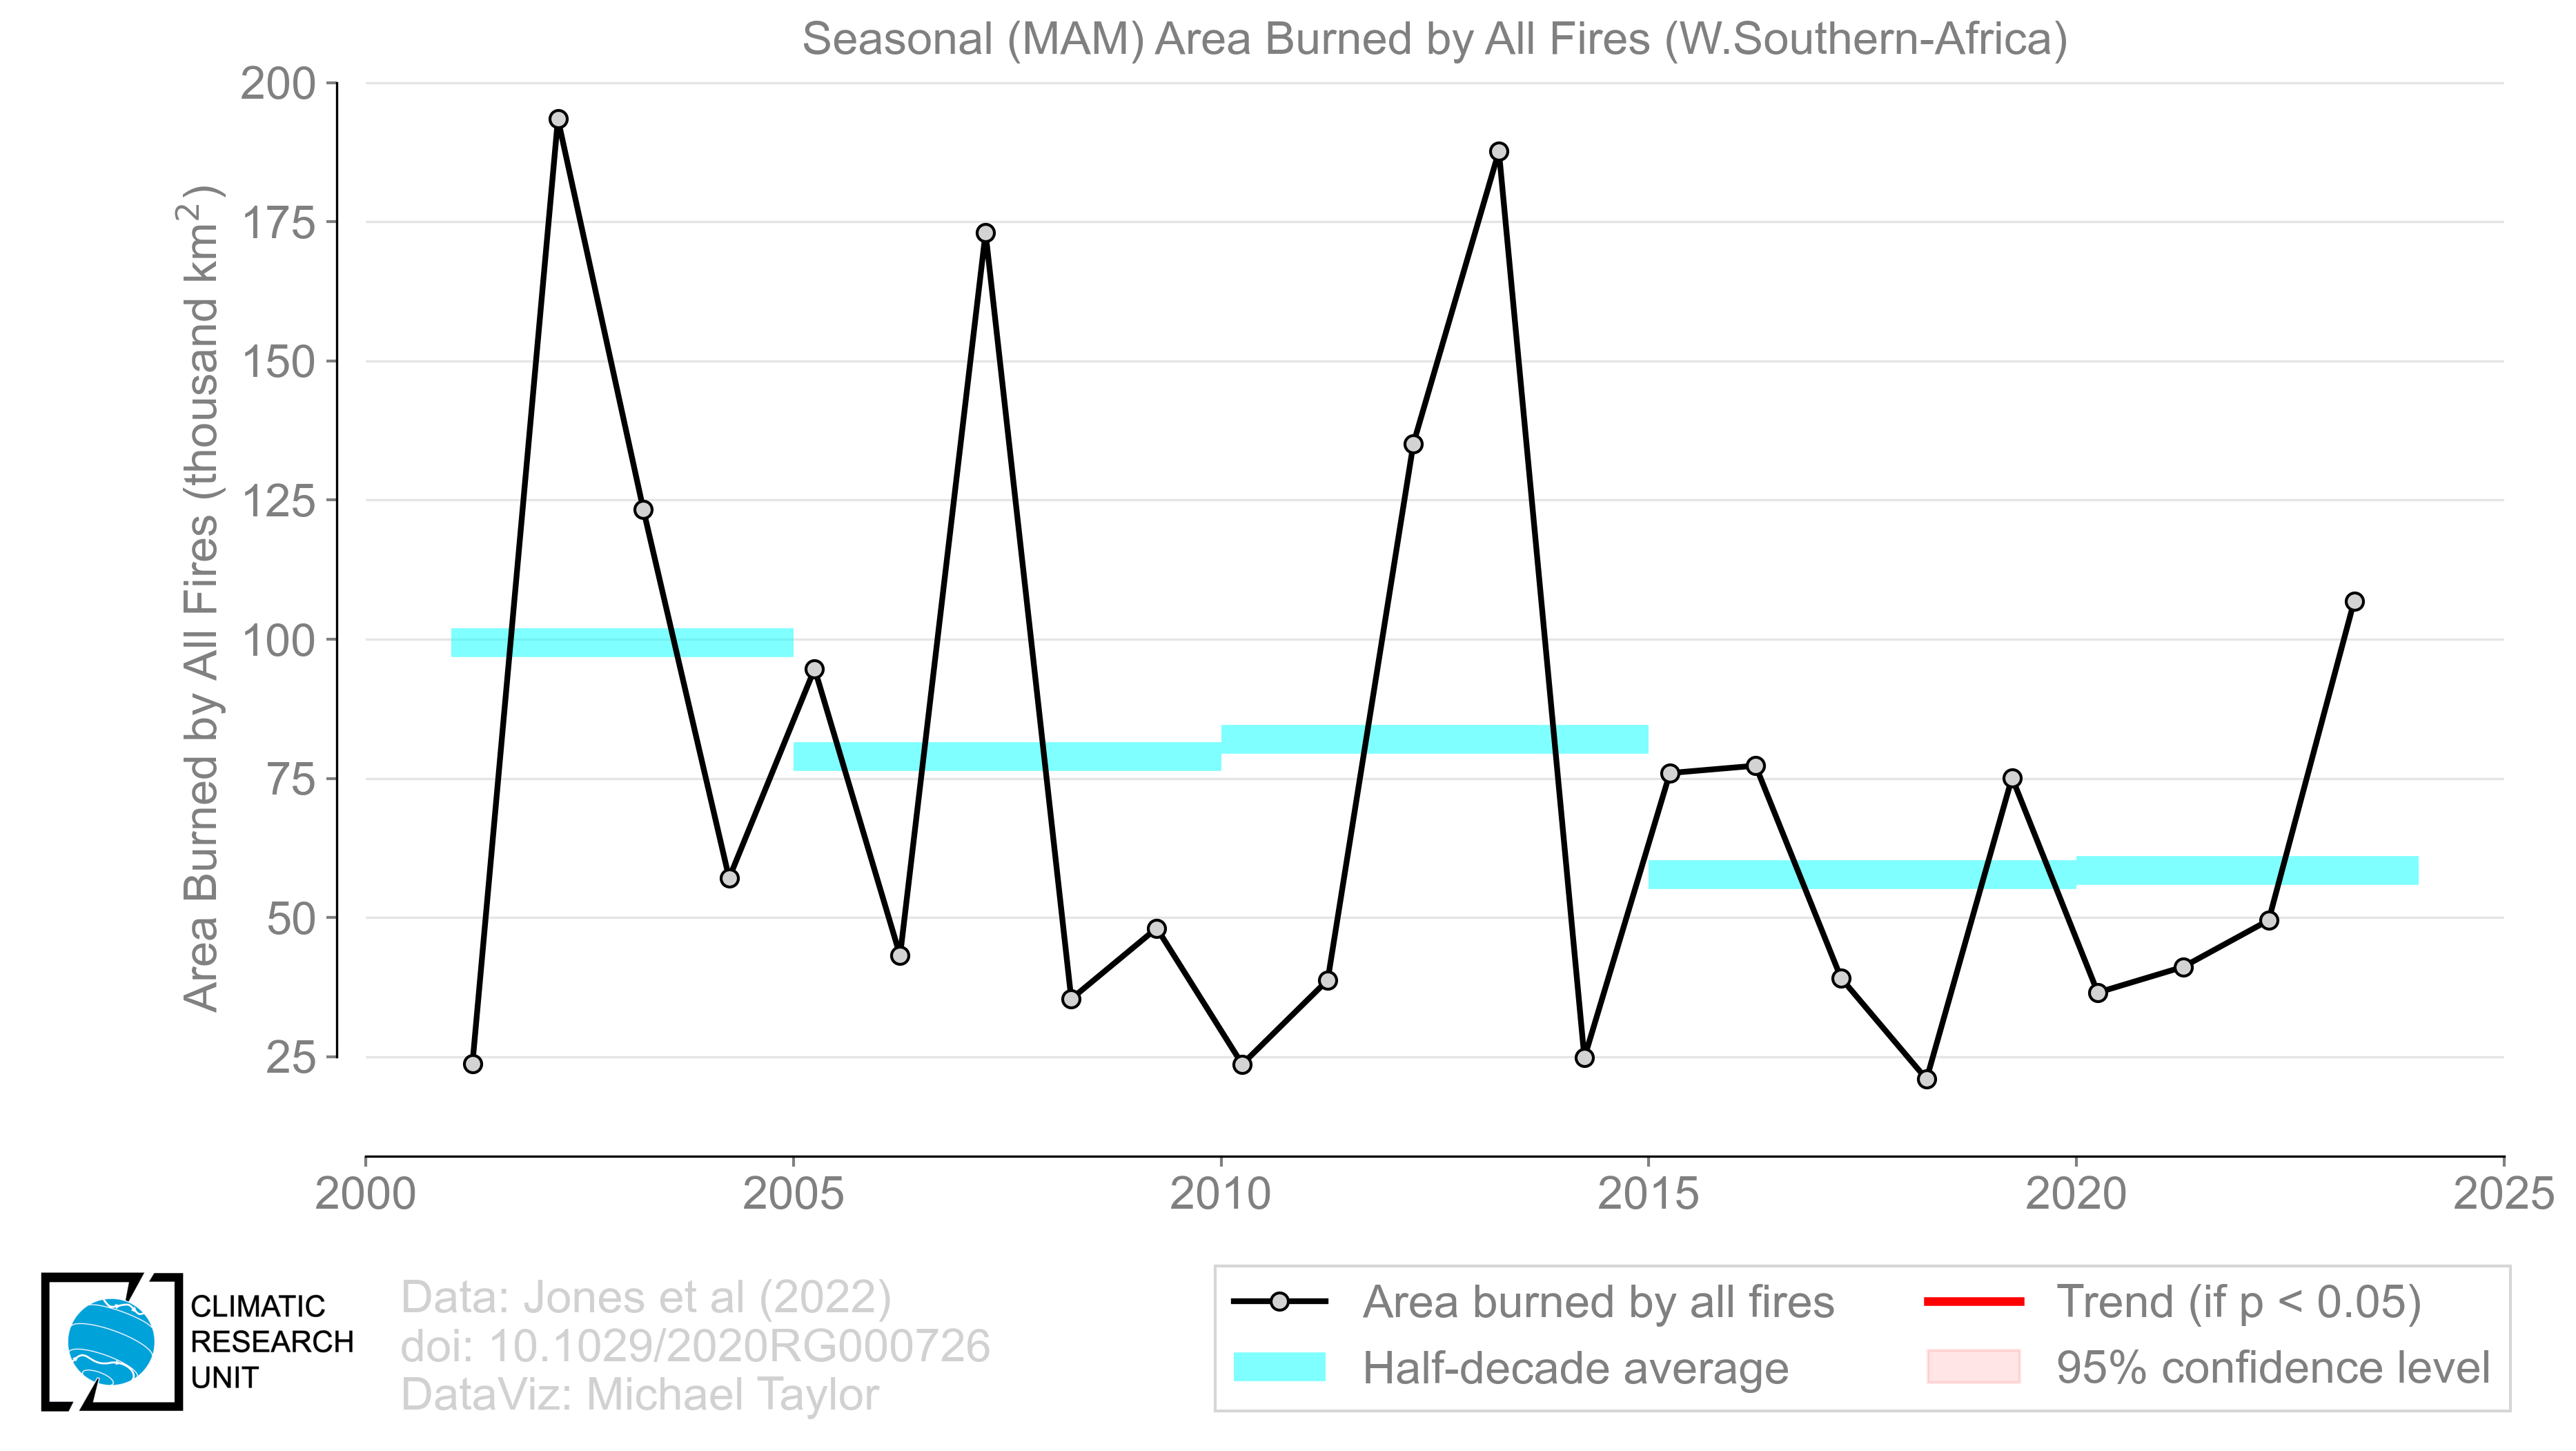 Seasonal (MAM) Area Burned by All Fires (W.Southern-Africa)
Area Burned by All Fires (thousand km²)
200
175
150
125
100
75
50
25
2000
2005
2010
2015
2020
2025
CLIMATIC
RESEARCH
UNIT
Data: Jones et al (2022)
doi: 10.1029/2020RG000726
DataViz: Michael Taylor
Area burned by all fires
Half-decade average
Trend (if p < 0.05)
95% confidence level